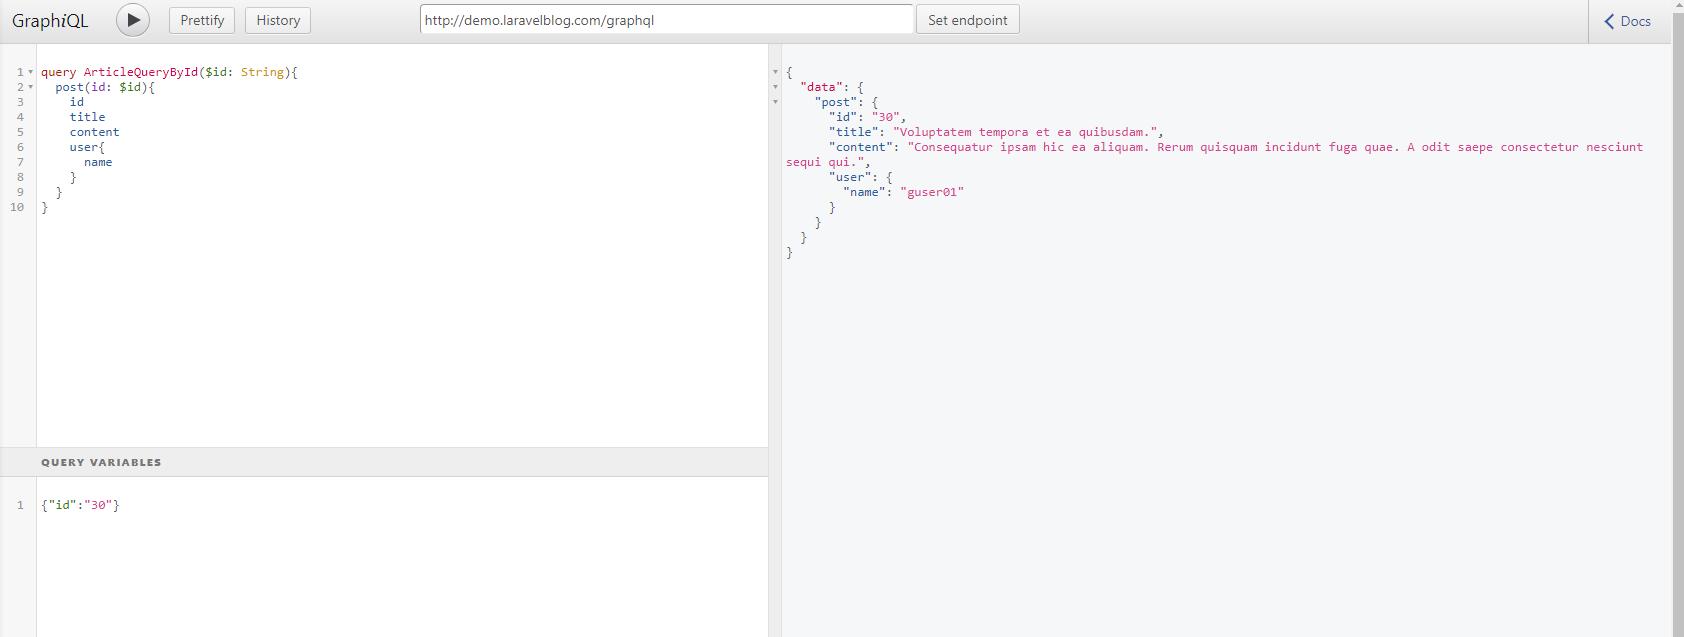 GraphiQL Prettify History http://demo.laravelblog.com/graphql Set endpoint Docs
1 query ArticleQueryById($id: String){
2 post(id: $id){
3 id
4 title
5 content
6 user{
7 name
8 }
9 }
10 }
QUERY VARIABLES
1 {"id":"30"}
{
"data": {
"post": {
"id": "30",
"title": "Voluptatem tempora et ea quibusdam.",
"content": "Consequatur ipsam hic ea aliquam. Rerum quisquam incidunt fuga quae. A odit saepe consectetur nesciunt
sequi qui.",
"user": {
"name": "guser01"
}
}
}
}